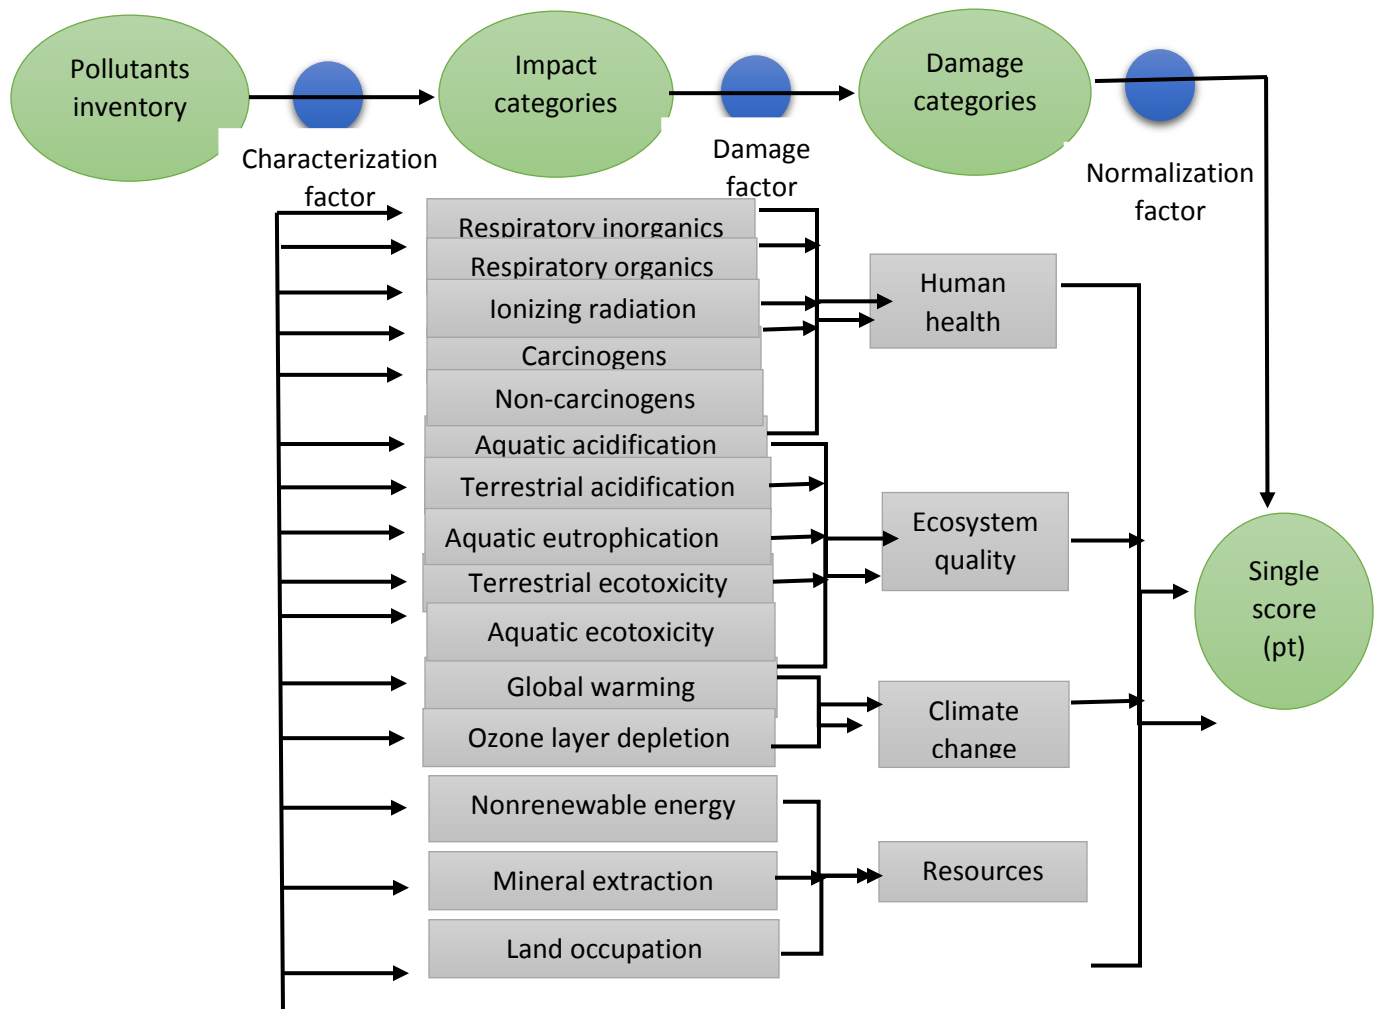 Pollutants
inventory
Impact
categories
Damage
categories
Characterization
factor
Damage
factor
Normalization
factor
Respiratory inorganics
Respiratory organics
Ionizing radiation
Carcinogens
Non-carcinogens
Aquatic acidification
Terrestrial acidification
Aquatic eutrophication
Terrestrial ecotoxicity
Aquatic ecotoxicity
Global warming
Ozone layer depletion
Nonrenewable energy
Mineral extraction
Land occupation
Human
health
Ecosystem
quality
Climate
change
Resources
Single
score
(pt)